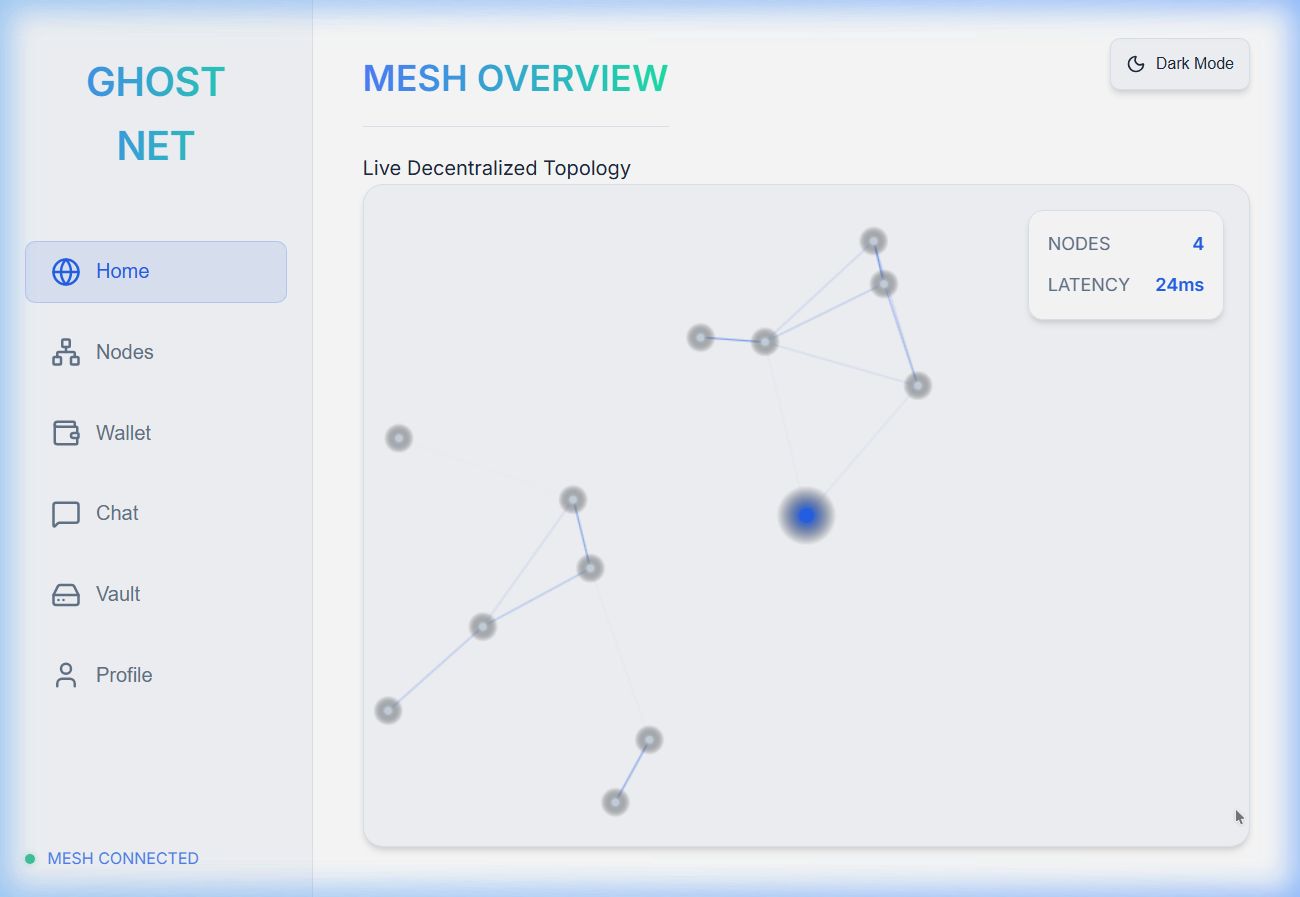 GHOST
NET
Home
Nodes
Wallet
Chat
Vault
Profile
MESH CONNECTED
MESH OVERVIEW
Dark Mode
Live Decentralized Topology
NODES 4
LATENCY 24ms